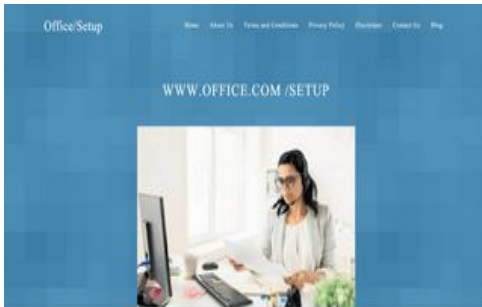 Office/Setup
Home About Us Terms and Conditions Privacy Policy Disclaimer Contact Us Blog
WWW.OFFICE.COM /SETUP